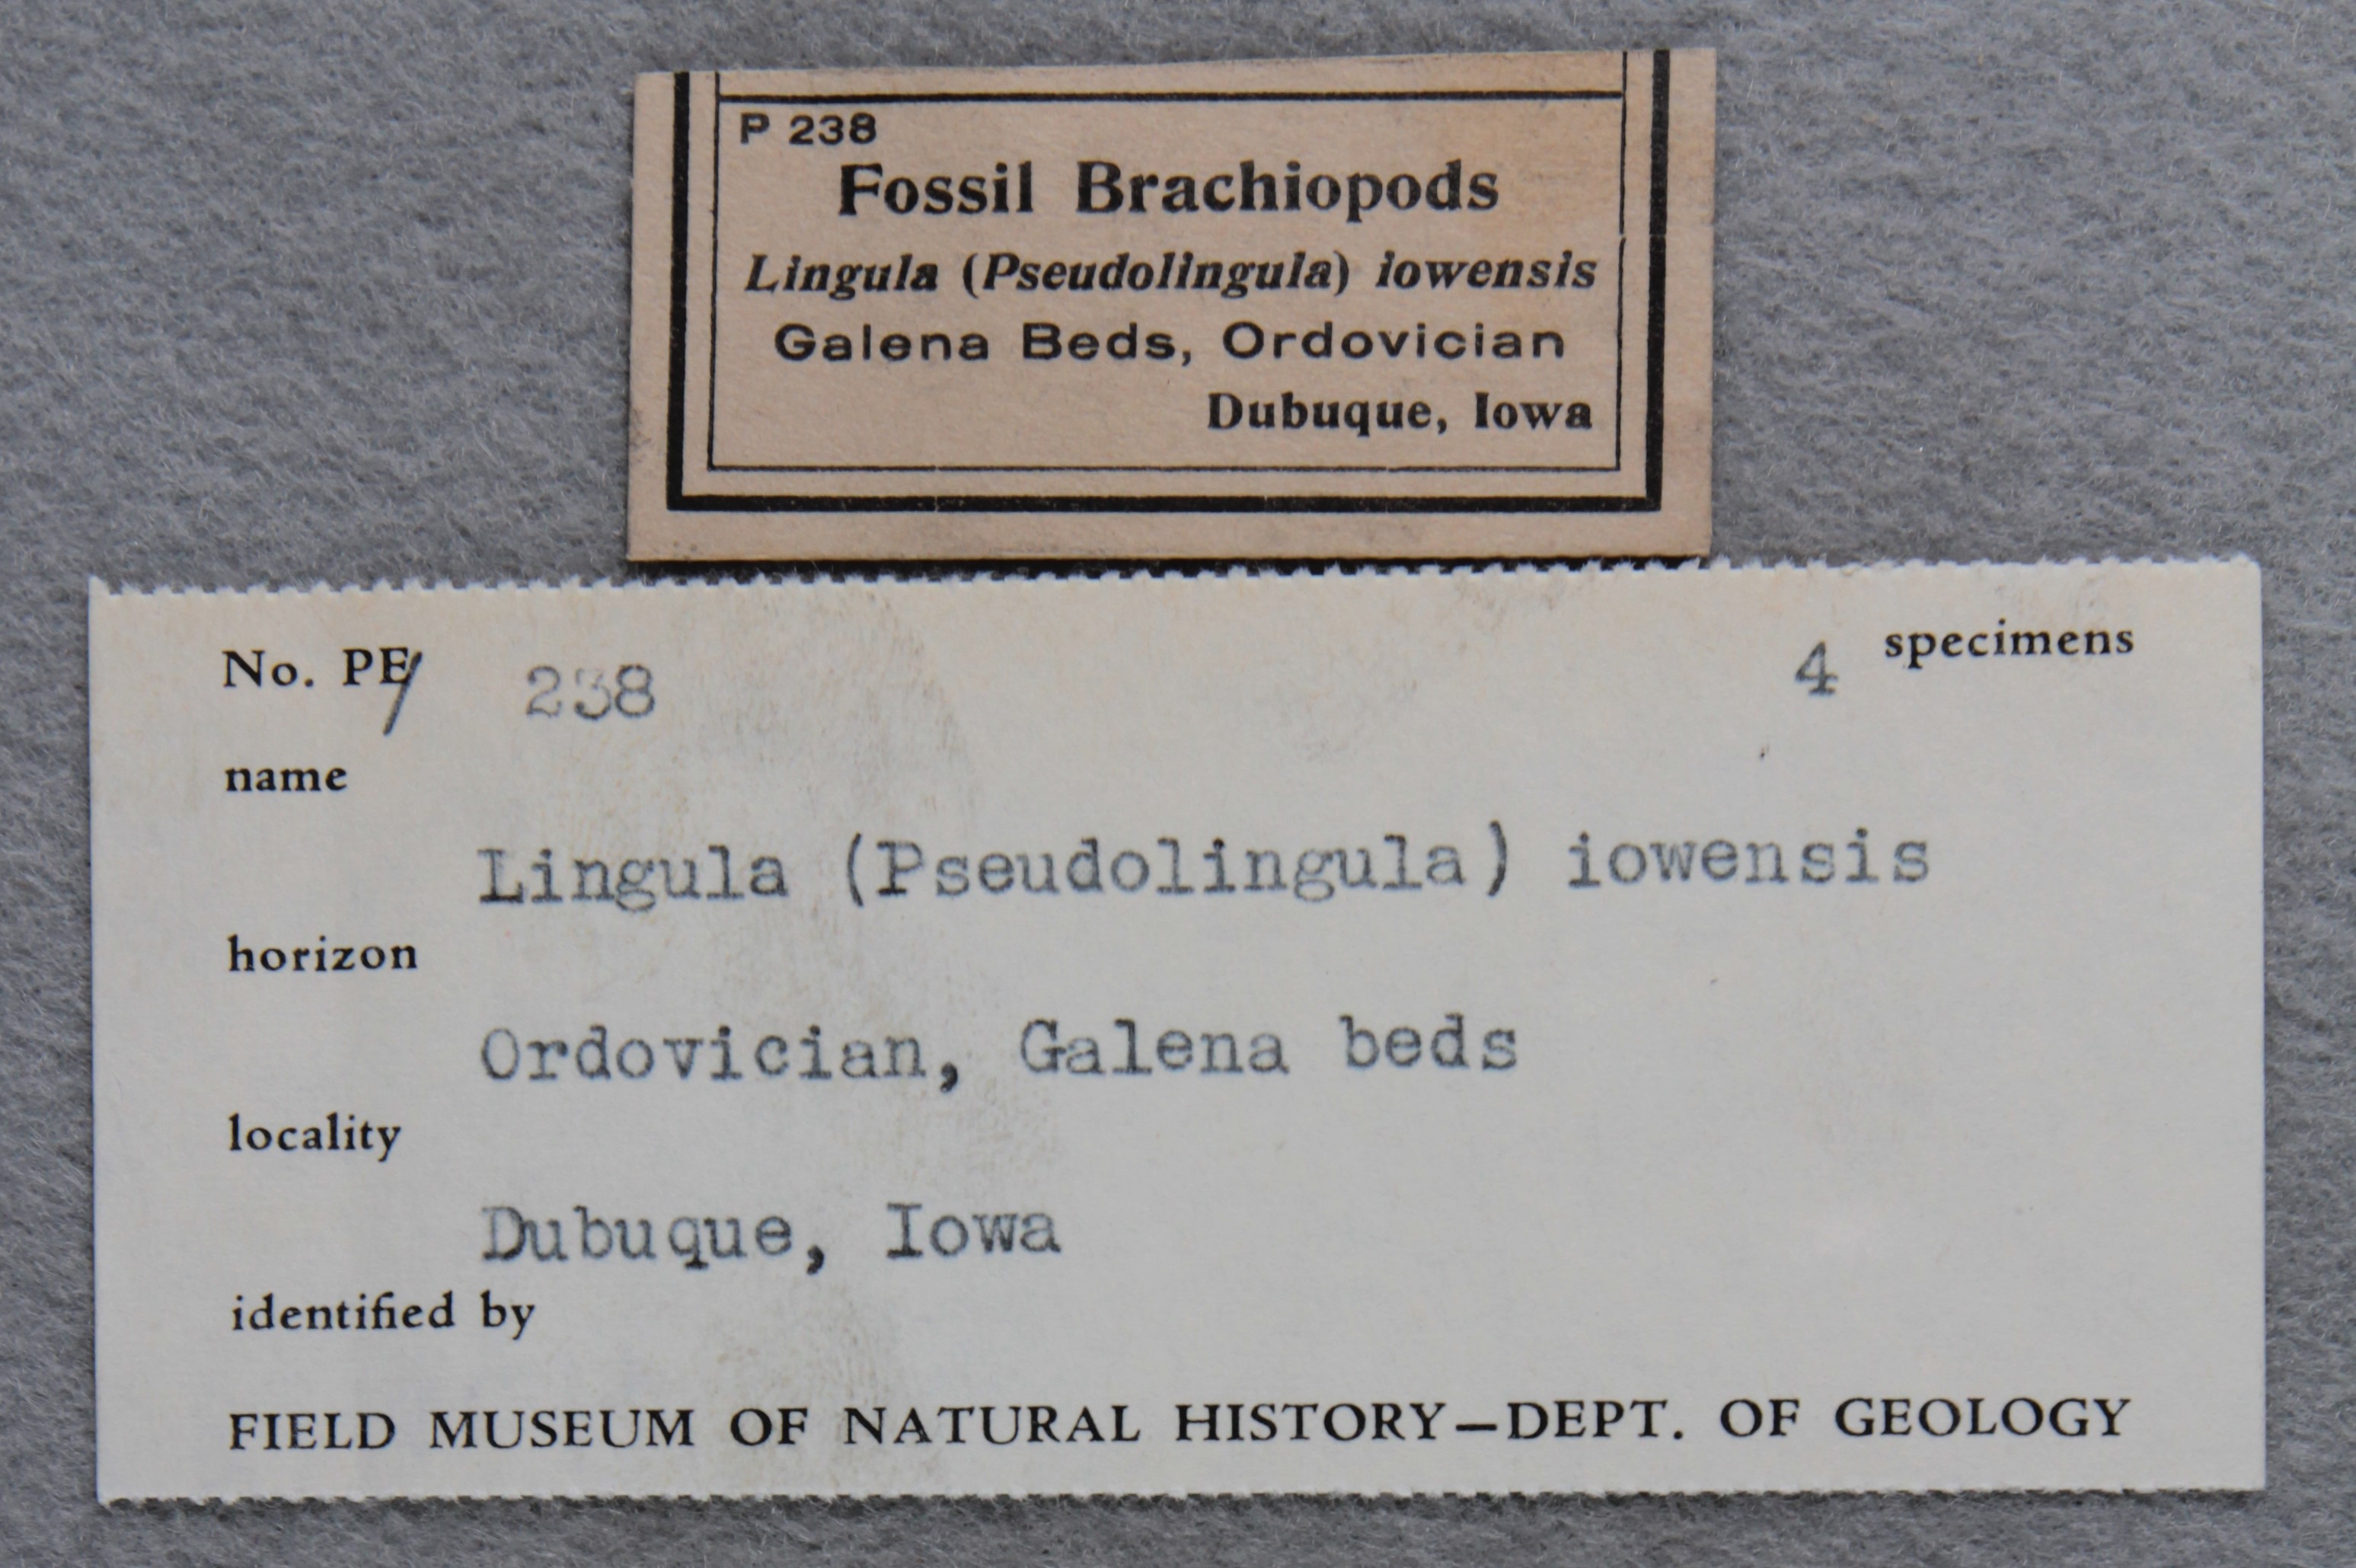 P 238
Fossil Brachiopods
Lingula (Pseudolingula) iowensis
Galena Beds, Ordovician
Dubuque, Iowa
No. PE 238 4 specimens
name
Lingula (Pseudolingula) iowensis
horizon
Ordovician, Galena beds
locality
Dubuque, Iowa
identified by
FIELD MUSEUM OF NATURAL HISTORY—DEPT. OF GEOLOGY